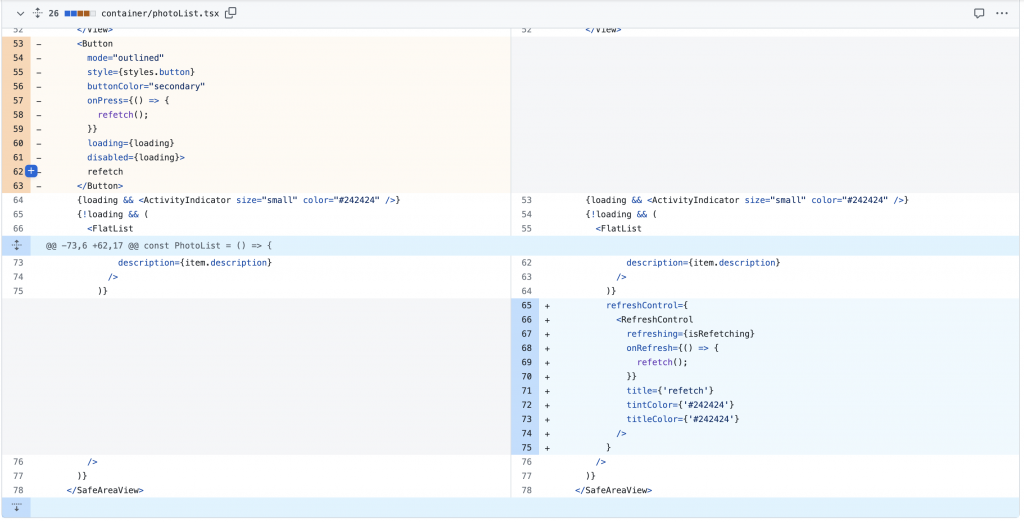 26 container/photoList.tsx
52 </View> 52 </View>
53 - <Button
54 - mode="outlined"
55 - style={styles.button}
56 - buttonColor="secondary"
57 - onPress={() => {
58 - refetch();
59 - }}
60 - loading={loading}
61 - disabled={loading}>
62 + - refetch
63 - </Button>
64 {loading && <ActivityIndicator size="small" color="#242424" />} 53 {loading && <ActivityIndicator size="small" color="#242424" />}
65 {!loading && ( 54 {!loading && (
66 <FlatList 55 <FlatList
@@ -73,6 +62,17 @@ const PhotoList = () => {
73 description={item.description} 62 description={item.description}
74 /> 63 />
75 )} 64 )}
65 + refreshControl={
66 + <RefreshControl
67 + refreshing={isRefetching}
68 + onRefresh={() => {
69 + refetch();
70 + }}
71 + title={'refetch'}
72 + tintColor={'#242424'}
73 + titleColor={'#242424'}
74 + />
75 + }
76 /> 76 />
77 )} 77 )}
78 </SafeAreaView> 78 </SafeAreaView>